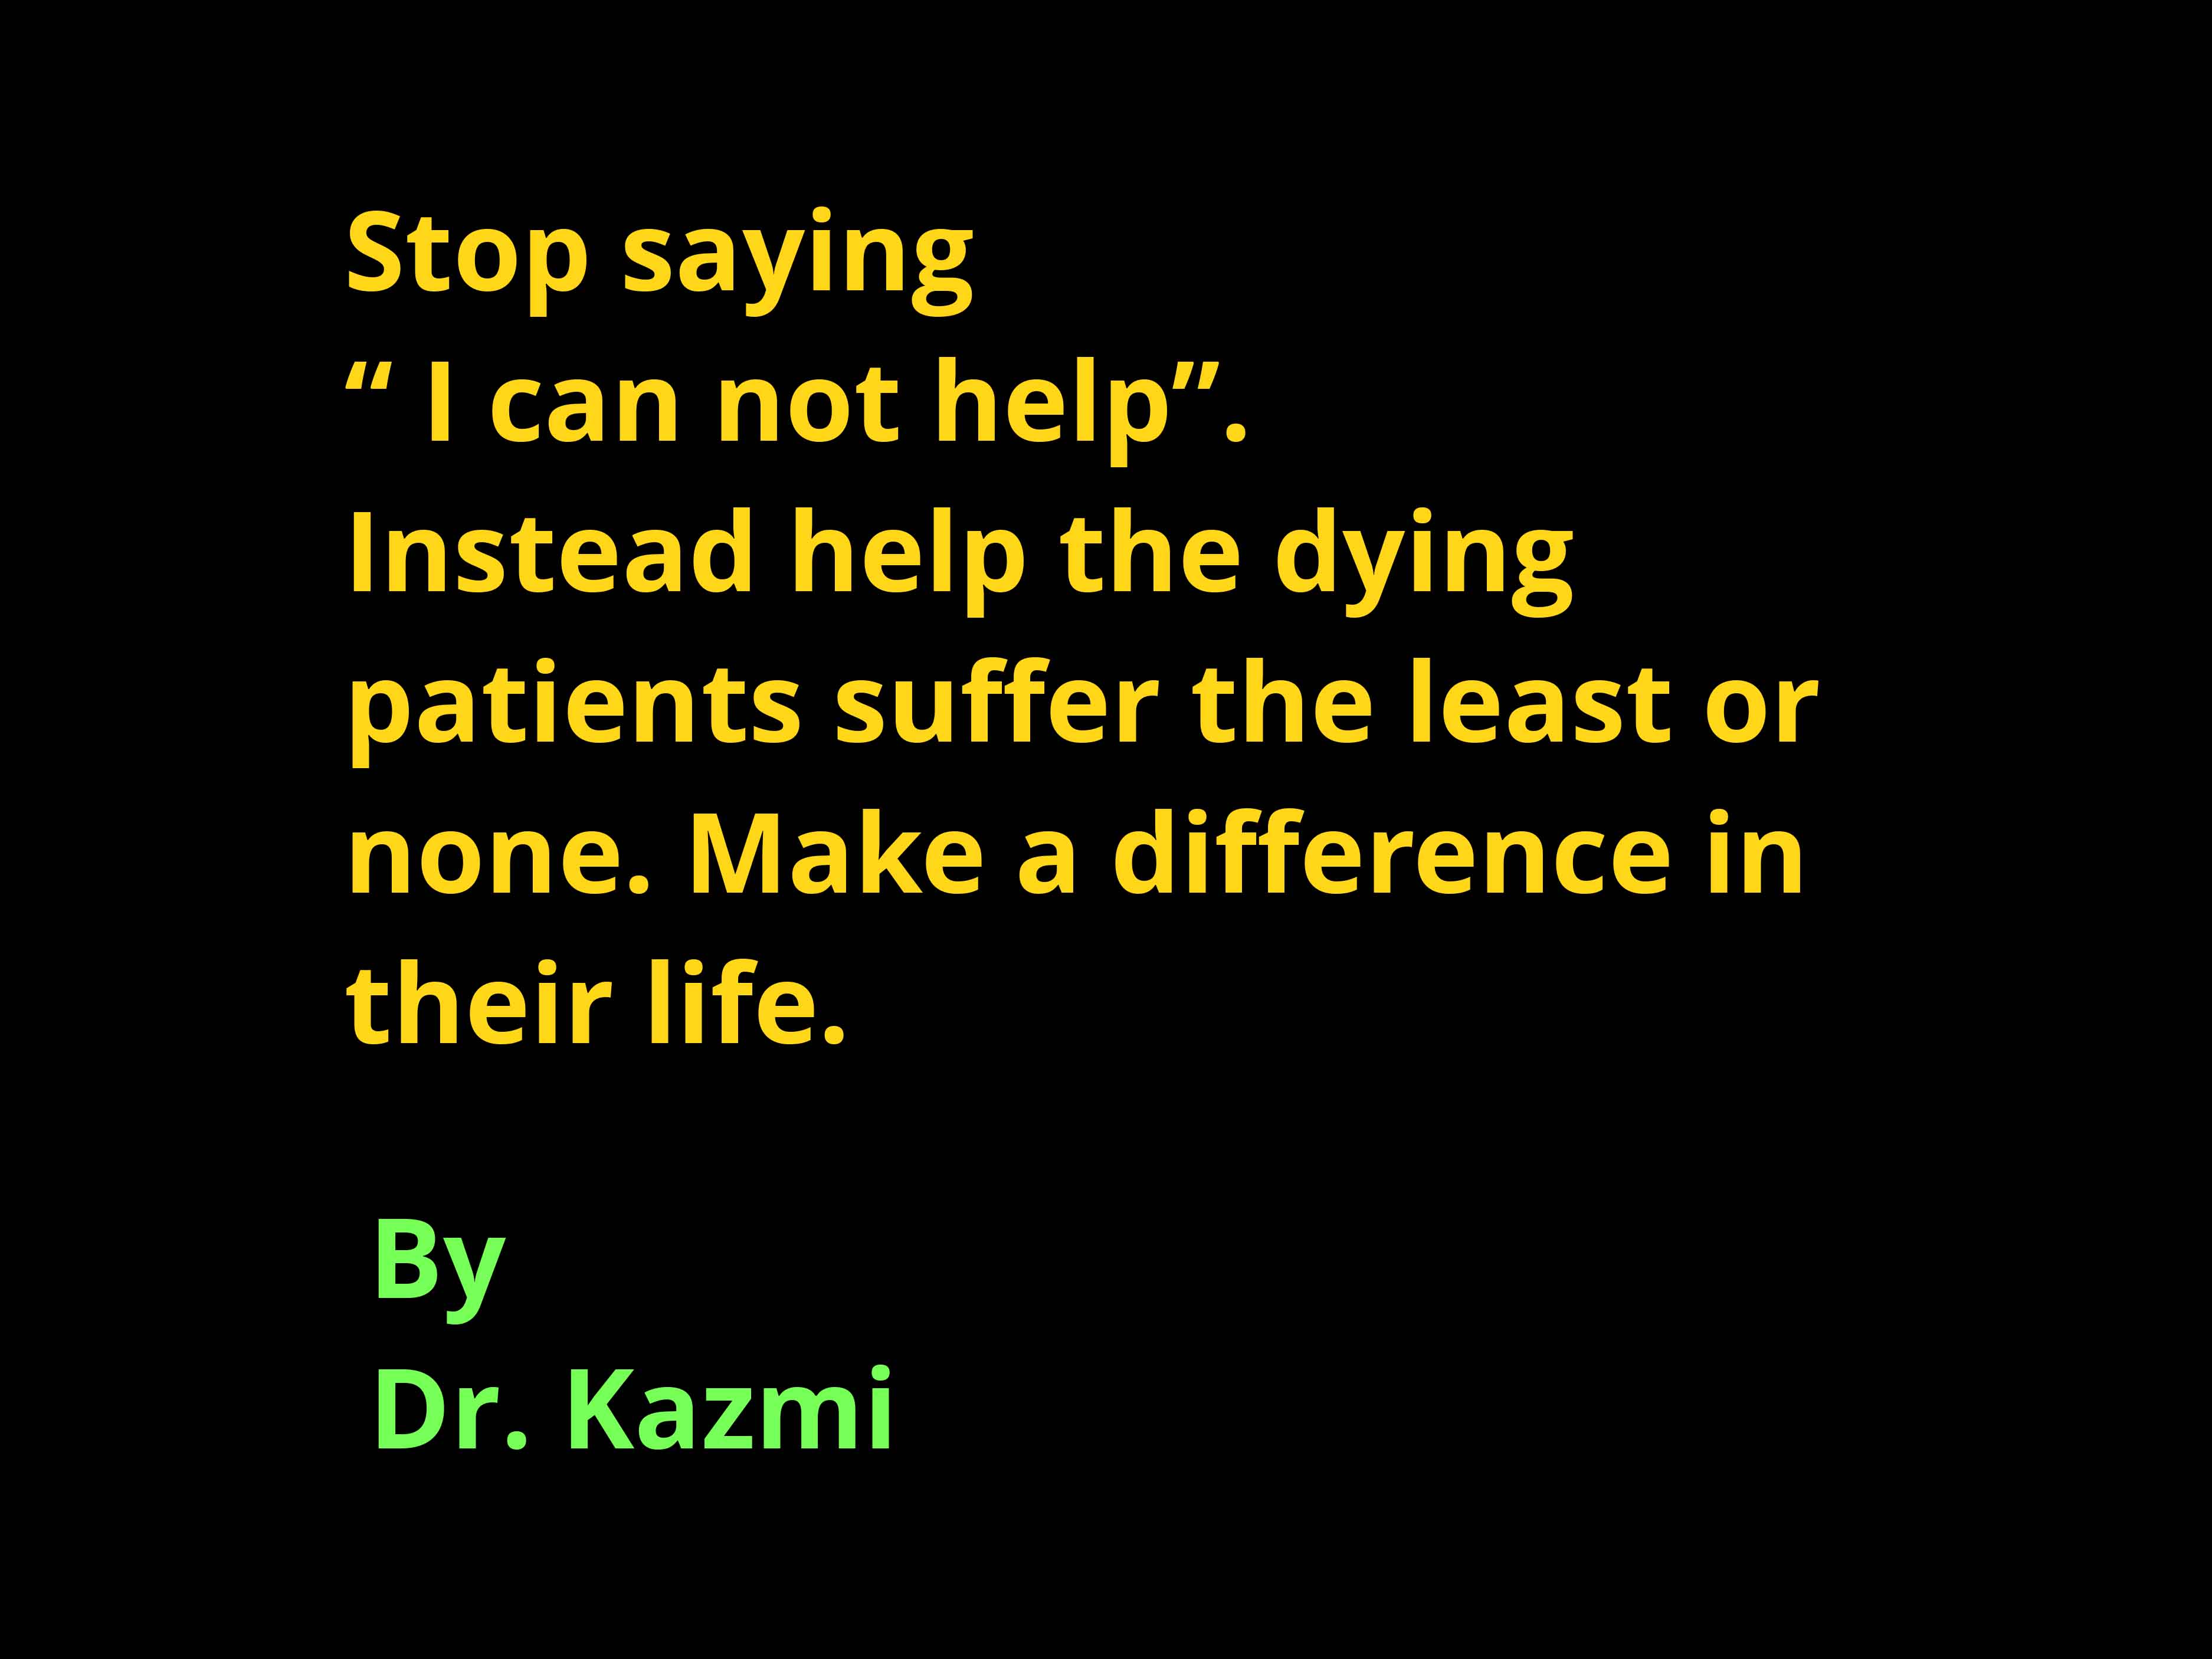 Stop saying
“ I can not help”.
Instead help the dying
patients suffer the least or
none. Make a difference in
their life.
By
Dr. Kazmi